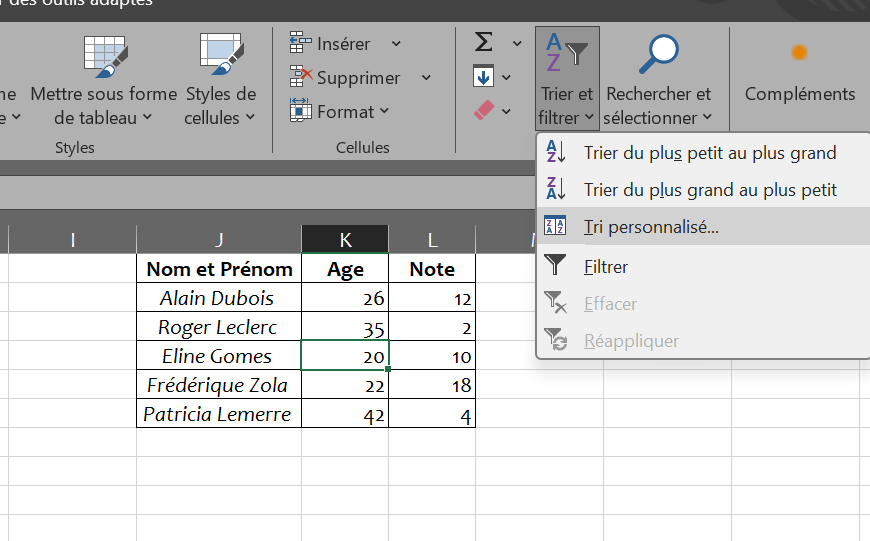 des outils adaptés
Insérer
Supprimer
Format
Mettre sous forme
de tableau
Styles de
cellules
Trier et
filtrer
Rechercher et
sélectionner
Compléments
Styles
Cellules
Trier du plus petit au plus grand
Trier du plus grand au plus petit
Tri personnalisé...
Filtrer
Effacer
Réappliquer
I J K L
Nom et Prénom Age Note
Alain Dubois 26 12
Roger Leclerc 35 2
Eline Gomes 20 10
Frédérique Zola 22 18
Patricia Lemerre 42 4